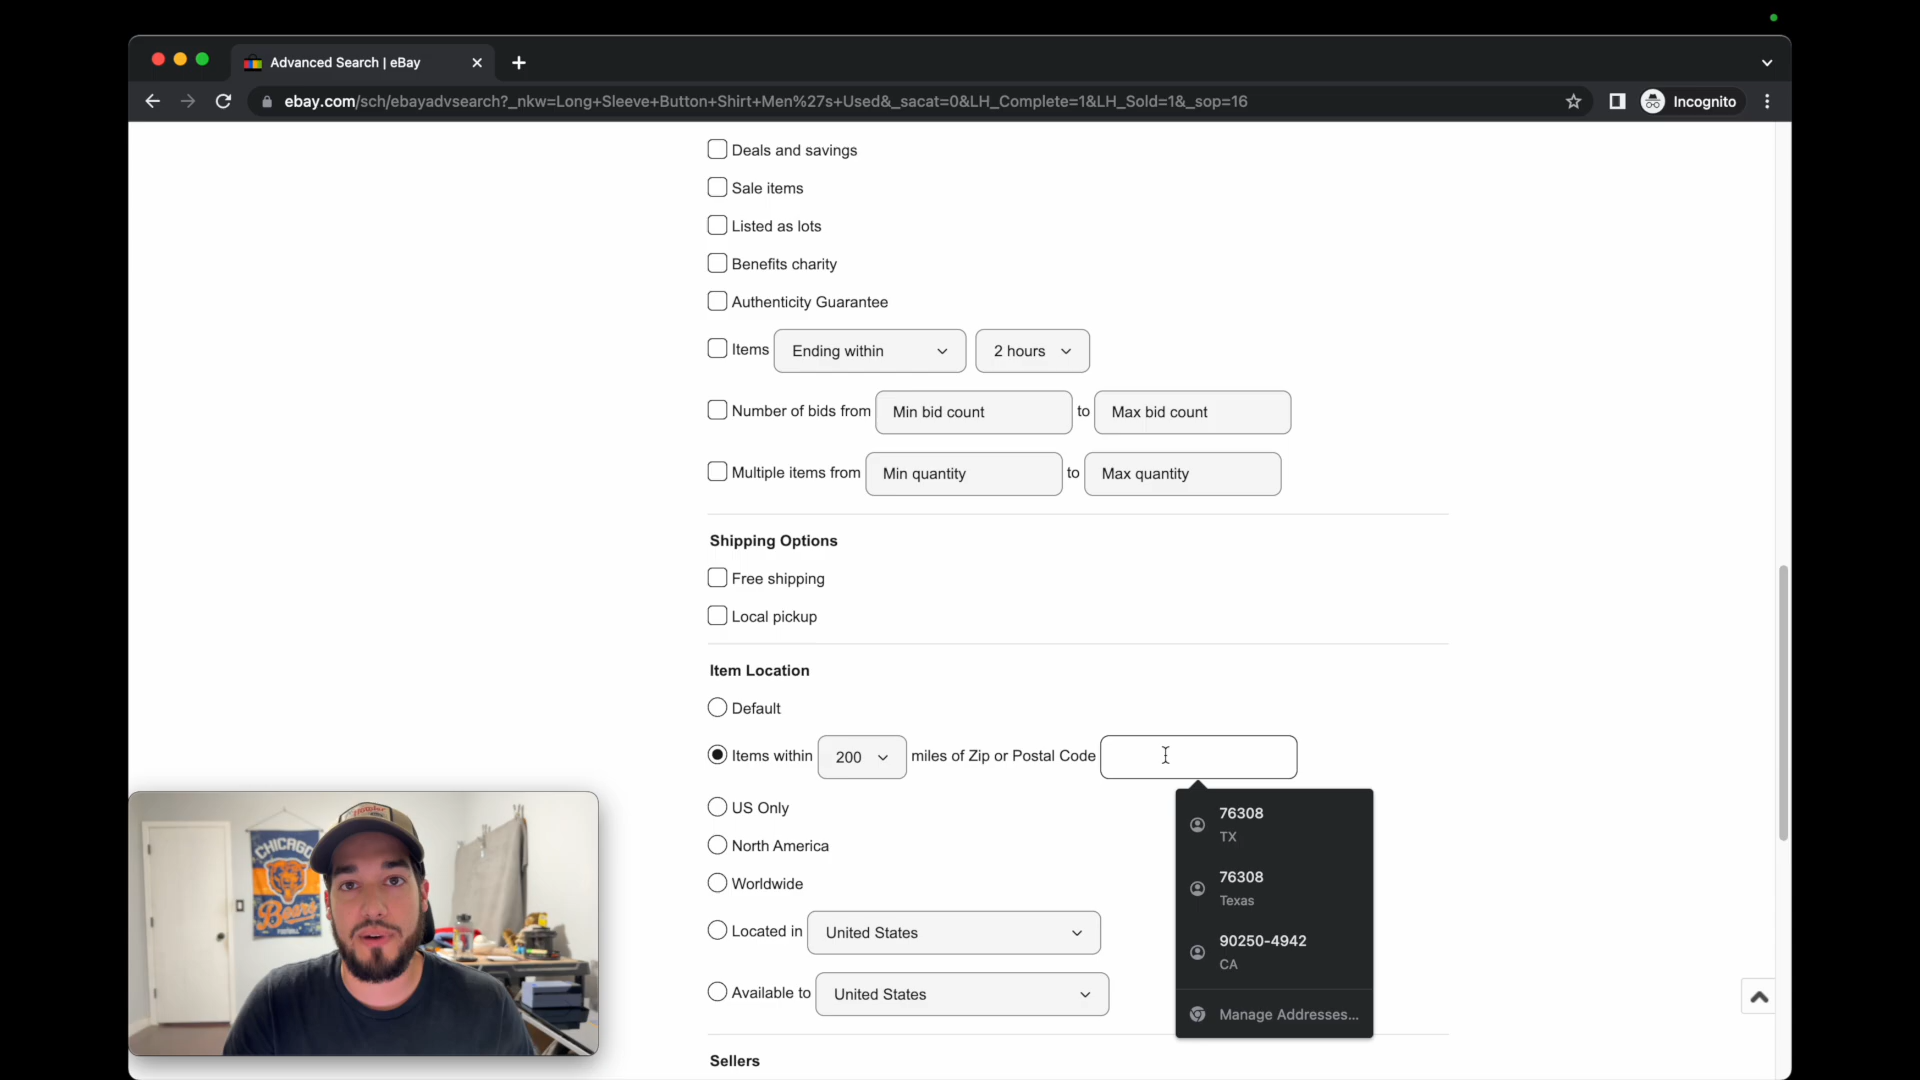 Advanced Search | eBay
ebay.com/sch/ebayadvsearch?_nkw=Long+Sleeve+Button+Shirt+Men%27s+Used&_sacat=0&LH_Complete=1&LH_Sold=1&_sop=16
Incognito
Deals and savings
Sale items
Listed as lots
Benefits charity
Authenticity Guarantee
Items Ending within 2 hours
Number of bids from Min bid count to Max bid count
Multiple items from Min quantity to Max quantity
Shipping Options
Free shipping
Local pickup
Item Location
Default
Items within 200 miles of Zip or Postal Code
76308
TX
76308
Texas
90250-4942
CA
Manage Addresses...
US Only
North America
Worldwide
Located in United States
Available to United States
Sellers
CHICAGO
Bears